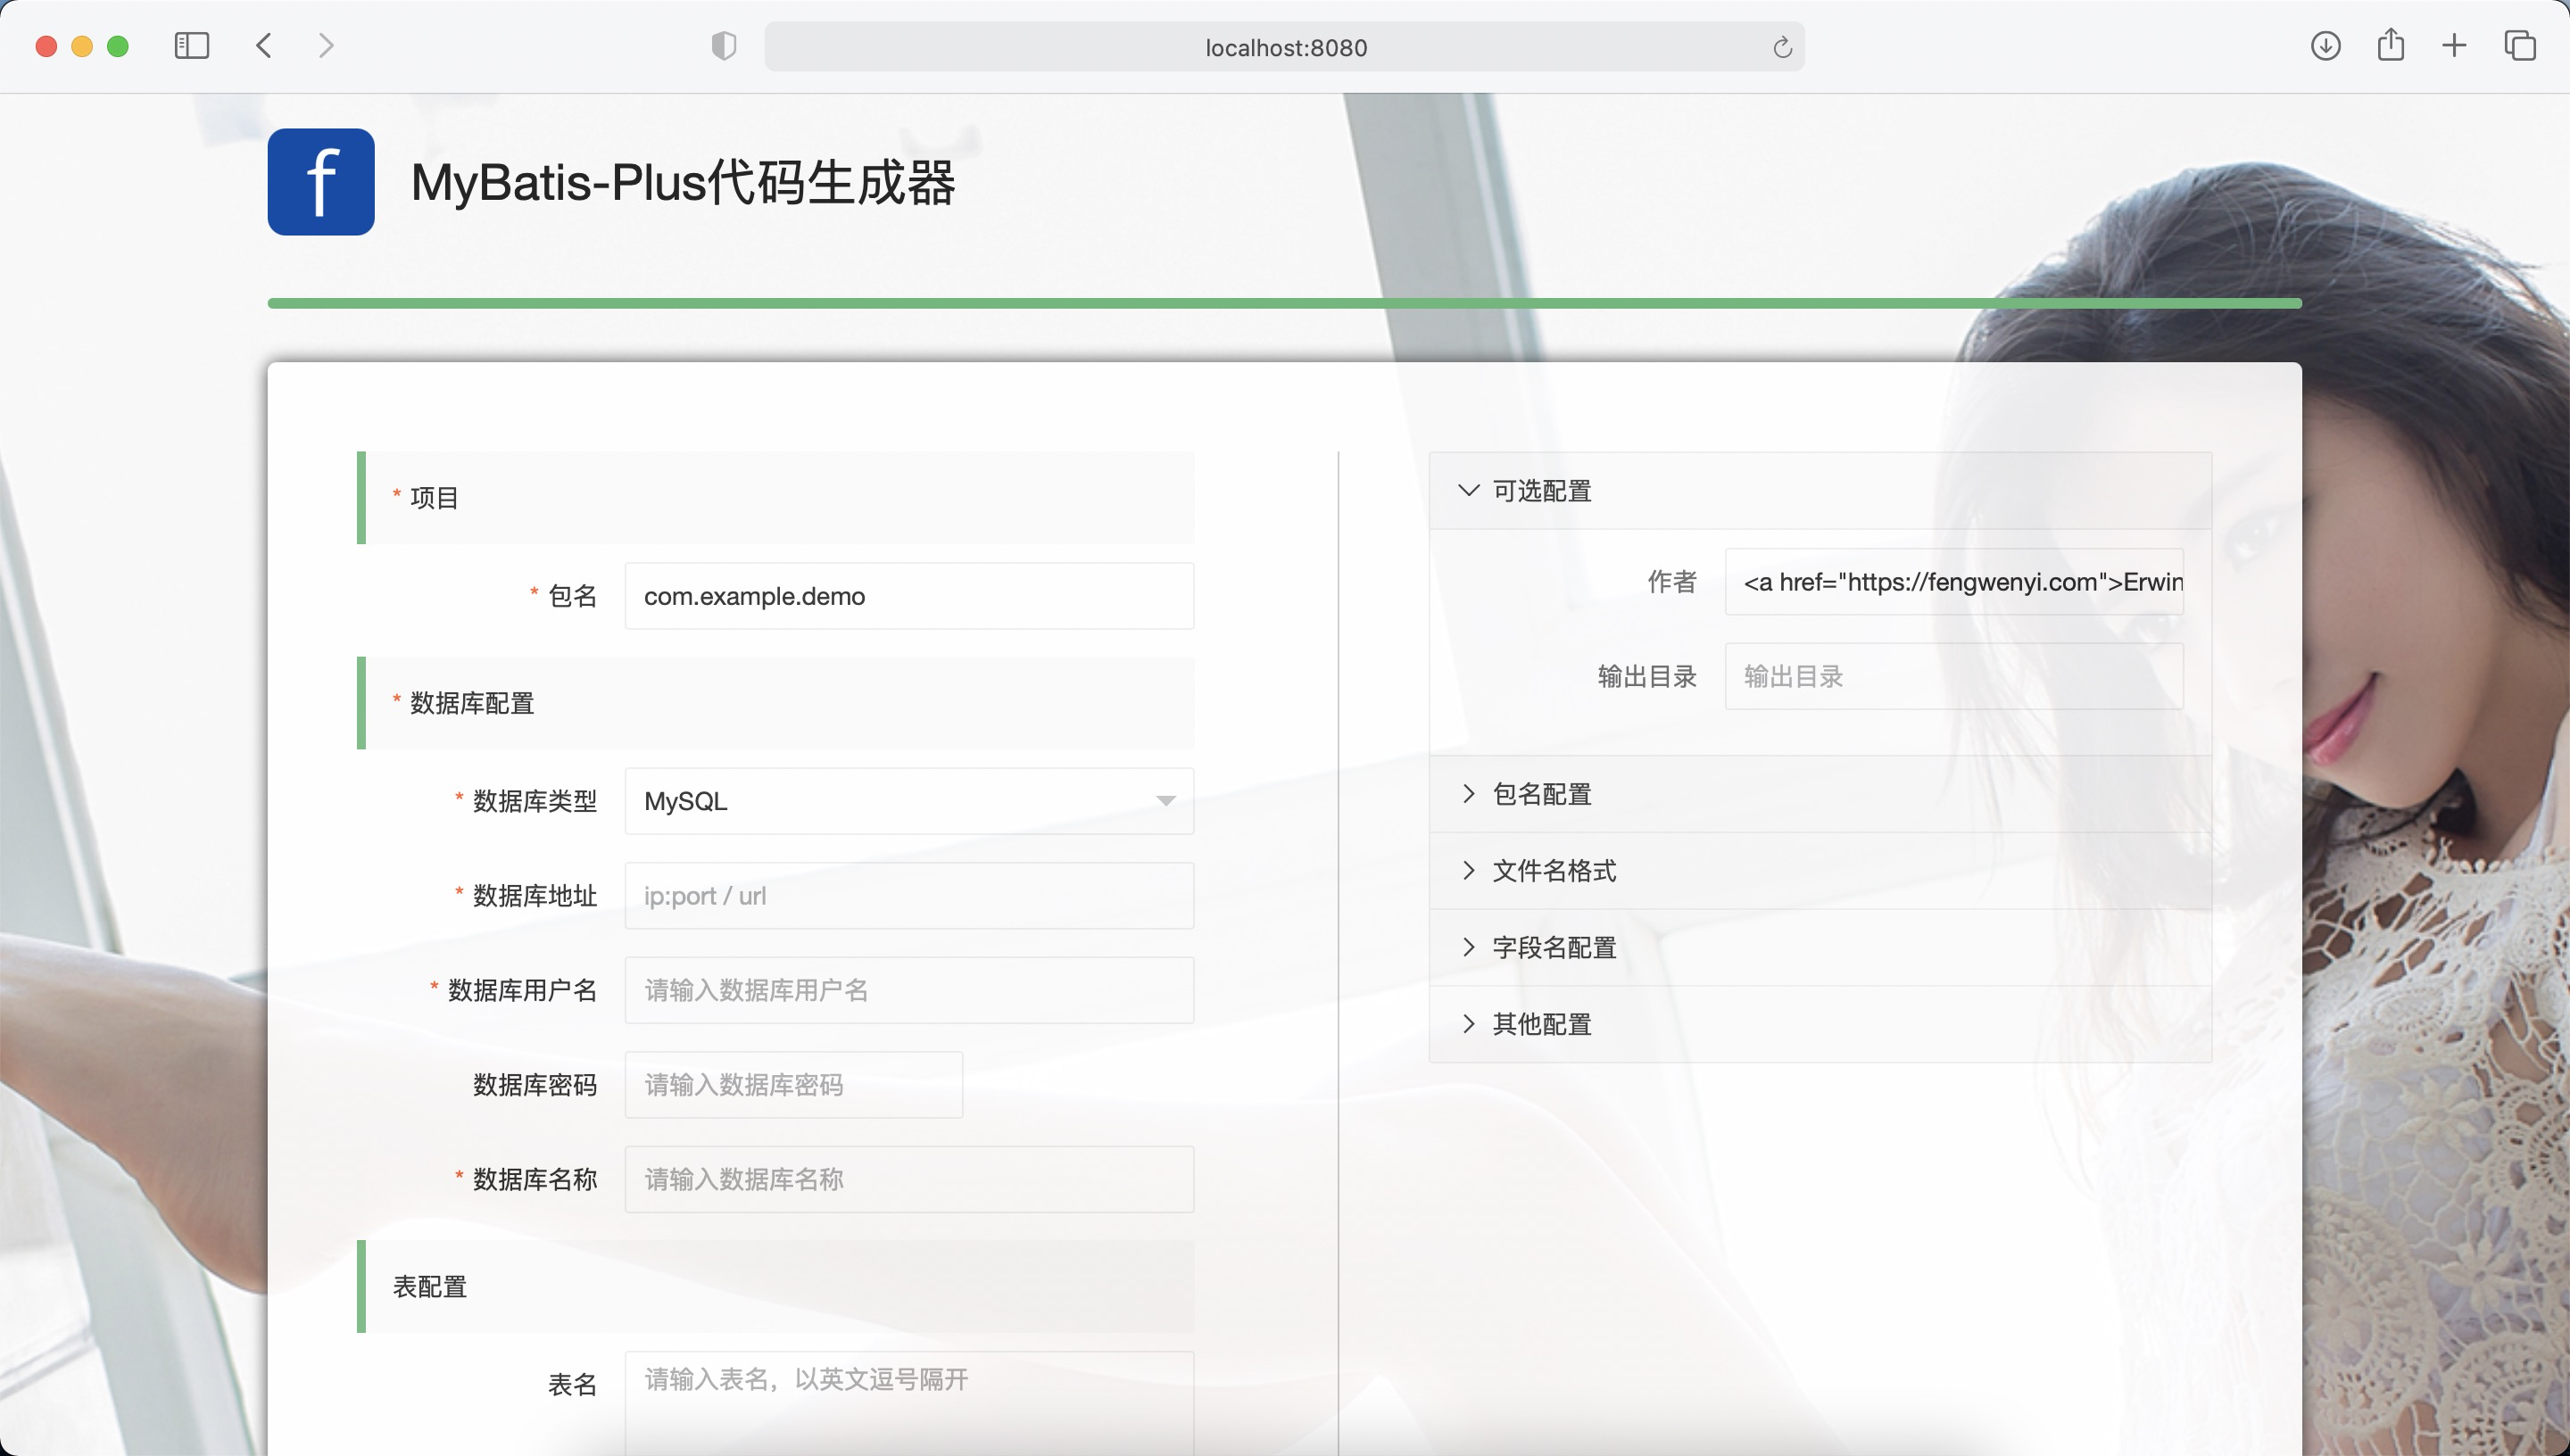 localhost:8080
f
MyBatis-Plus代码生成器
* 项目
* 包名
com.example.demo
* 数据库配置
* 数据库类型
MySQL
* 数据库地址
ip:port / url
* 数据库用户名
请输入数据库用户名
数据库密码
请输入数据库密码
* 数据库名称
请输入数据库名称
表配置
表名
请输入表名，以英文逗号隔开
可选配置
作者
<a href="https://fengwenyi.com">Erwin
输出目录
输出目录
包名配置
文件名格式
字段名配置
其他配置